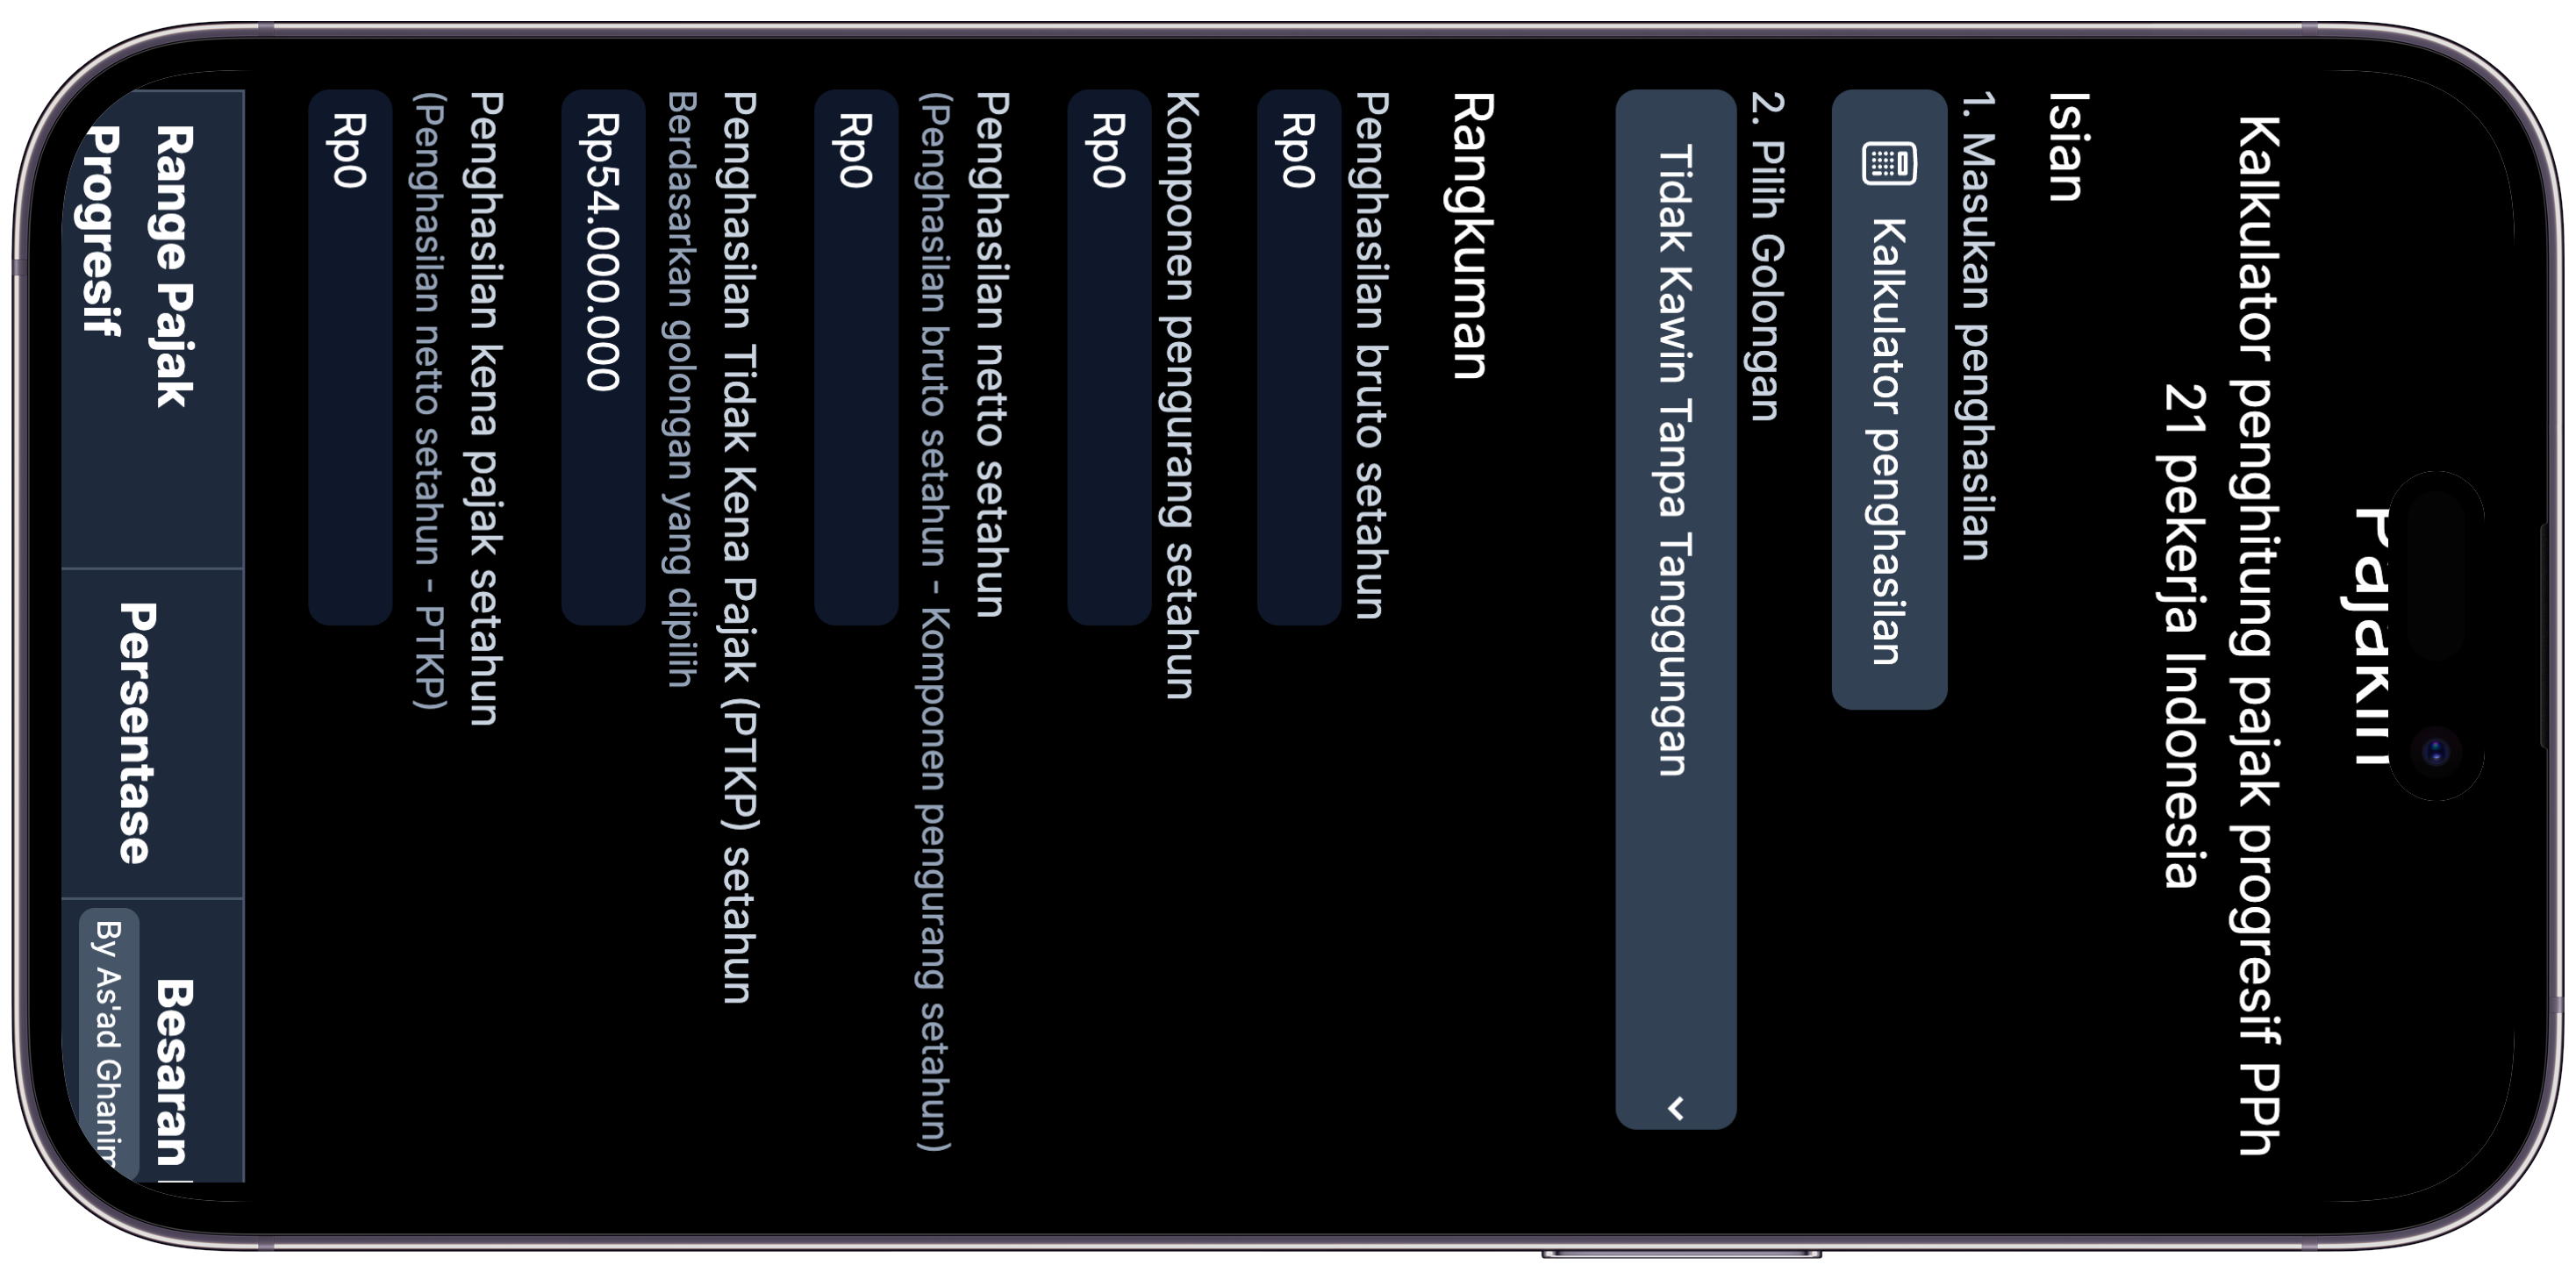 Kalkulator penghitung pajak progresif PPh
21 pekerja Indonesia
Isian
1. Masukan penghasilan
Kalkulator penghasilan
2. Pilih Golongan
Tidak Kawin Tanpa Tanggungan
Rangkuman
Penghasilan bruto setahun
Rp0
Komponen pengurang setahun
Rp0
Penghasilan netto setahun
(Penghasilan bruto setahun - Komponen pengurang setahun)
Rp0
Penghasilan Tidak Kena Pajak (PTKP) setahun
Berdasarkan golongan yang dipilih
Rp54.000.000
Penghasilan kena pajak setahun
(Penghasilan netto setahun - PTKP)
Rp0
Range Pajak
Progresif
Persentase
Besaran
By As'ad Ghanim